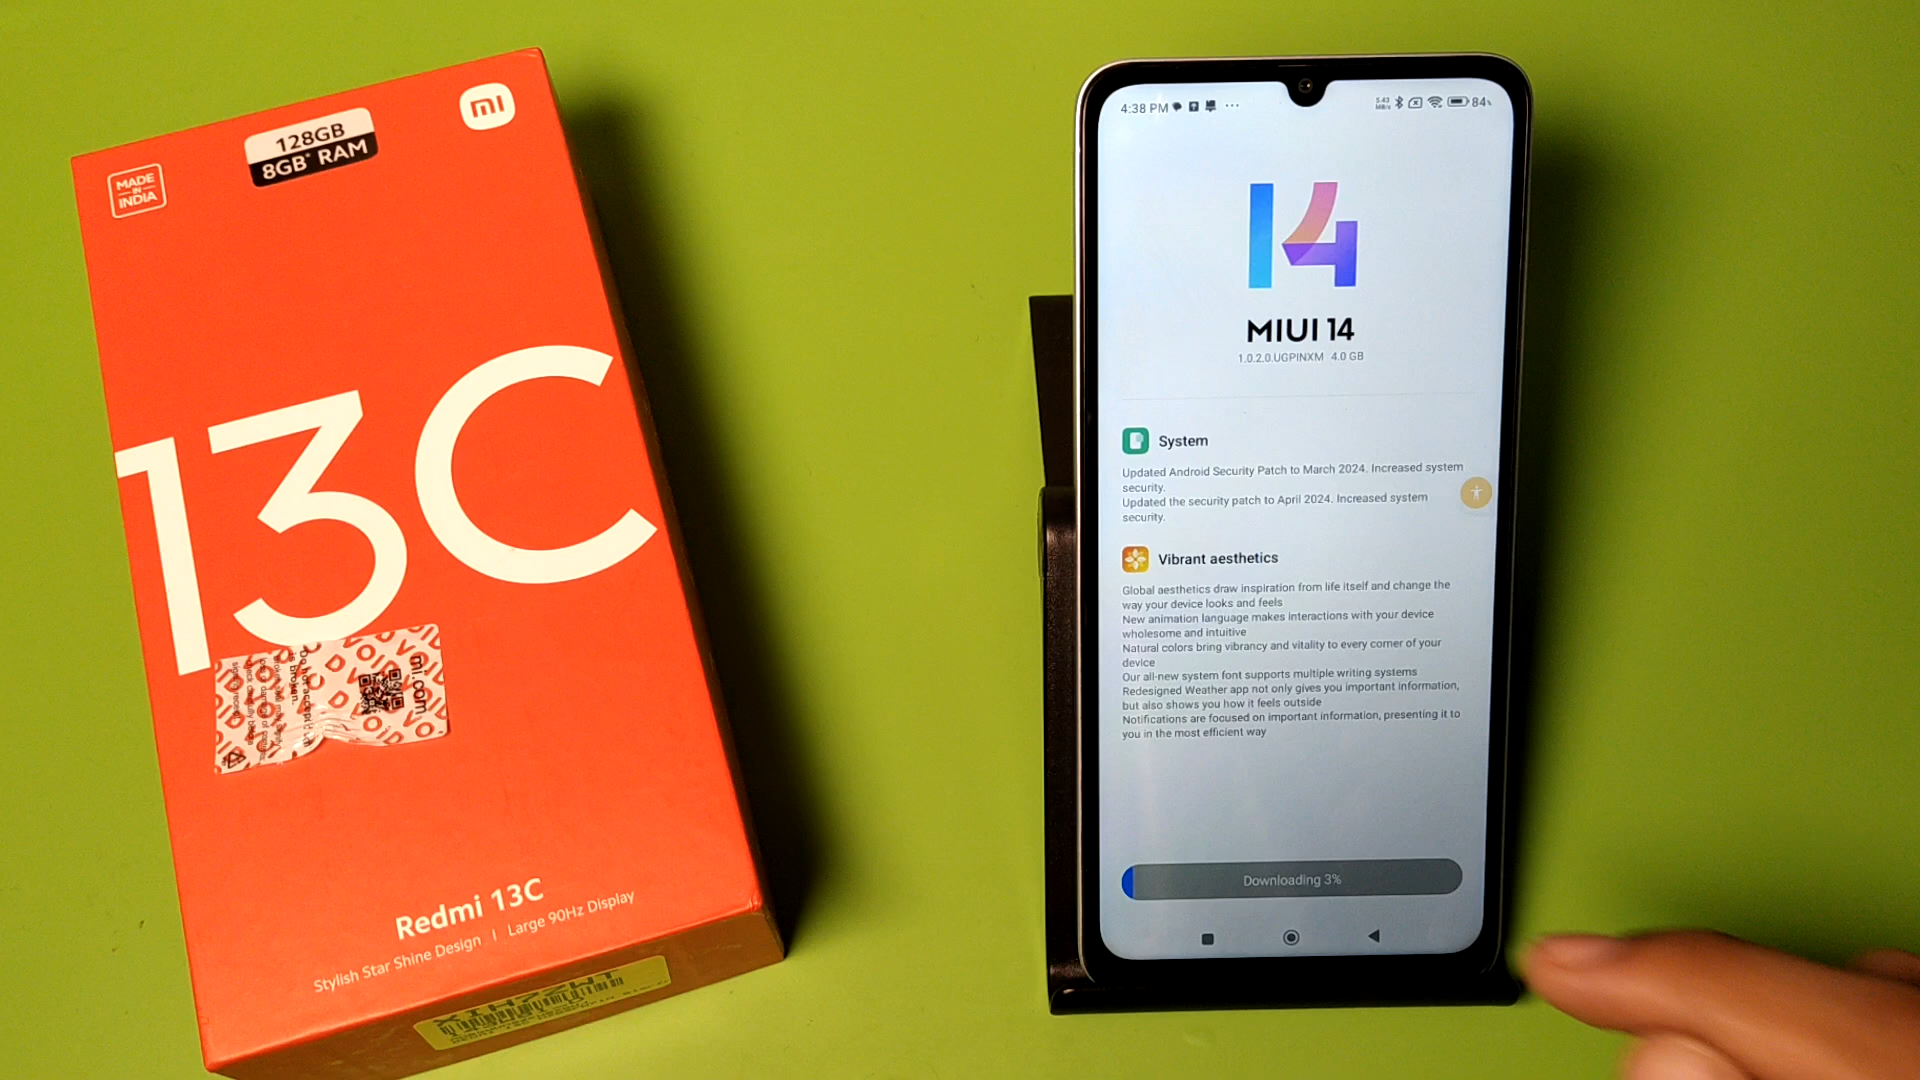 mi
128GB
8GB* RAM
MADE
IN
INDIA
13C
VOID
mi.com
Redmi 13C
Stylish Star Shine Design | Large 90Hz Display
4:38 PM
84%
14
MIUI 14
1.0.2.0.UGPINXM 4.0 GB
System
Updated Android Security Patch to March 2024. Increased system
security.
Updated the security patch to April 2024. Increased system
security.
Vibrant aesthetics
Global aesthetics draw inspiration from life itself and change the
way your device looks and feels
New animation language makes interactions with your device
wholesome and intuitive
Natural colors bring vibrancy and vitality to every corner of your
device
Our all-new system font supports multiple writing systems
Redesigned Weather app not only gives you important information,
but also shows you how it feels outside
Notifications are focused on important information, presenting it to
you in the most efficient way
Downloading 3%